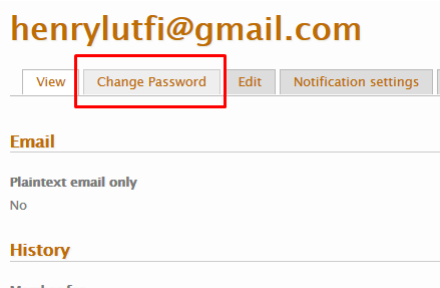 henrylutfi@gmail.com
View Change Password Edit Notification settings
Email
Plaintext email only
No
History